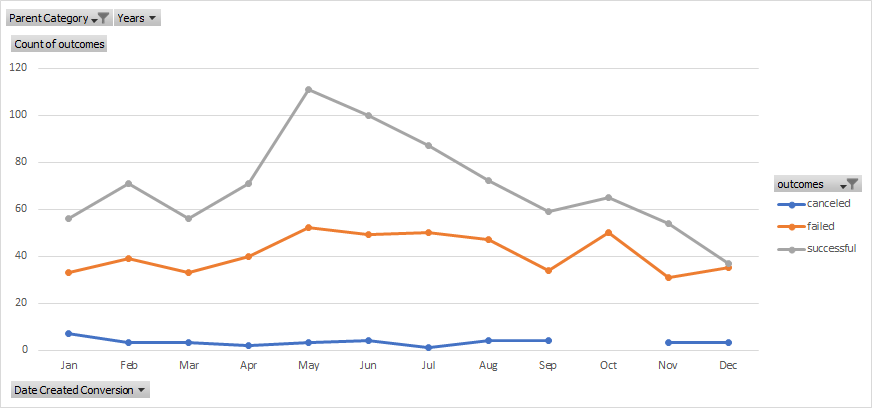 Parent Category Years
Count of outcomes
120
100
80
60
40
20
0
Jan Feb Mar Apr May Jun Jul Aug Sep Oct Nov Dec
outcomes
canceled
failed
successful
Date Created Conversion